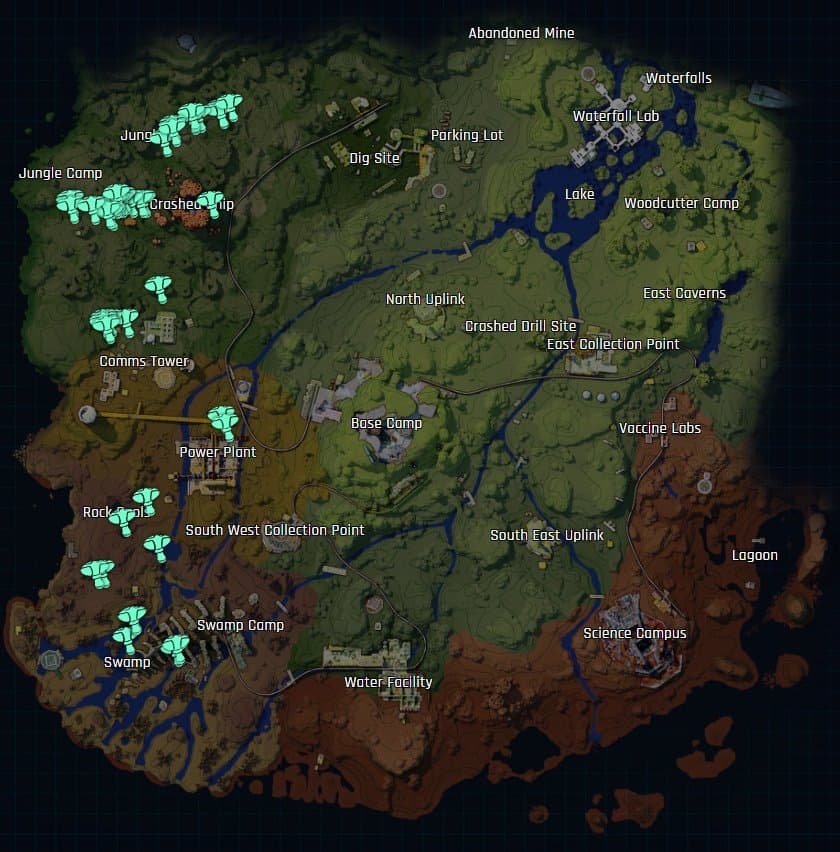 Abandoned Mine
Waterfalls
Waterfall Lab
Parking Lot
Dig Site
Jungle Camp
Lake
Woodcutter Camp
East Caverns
North Uplink
Crashed Drill Site
East Collection Point
Comms Tower
Base Camp
Vaccine Labs
Power Plant
South West Collection Point
South East Uplink
Lagoon
Swamp Camp
Science Campus
Swamp
Water Facility